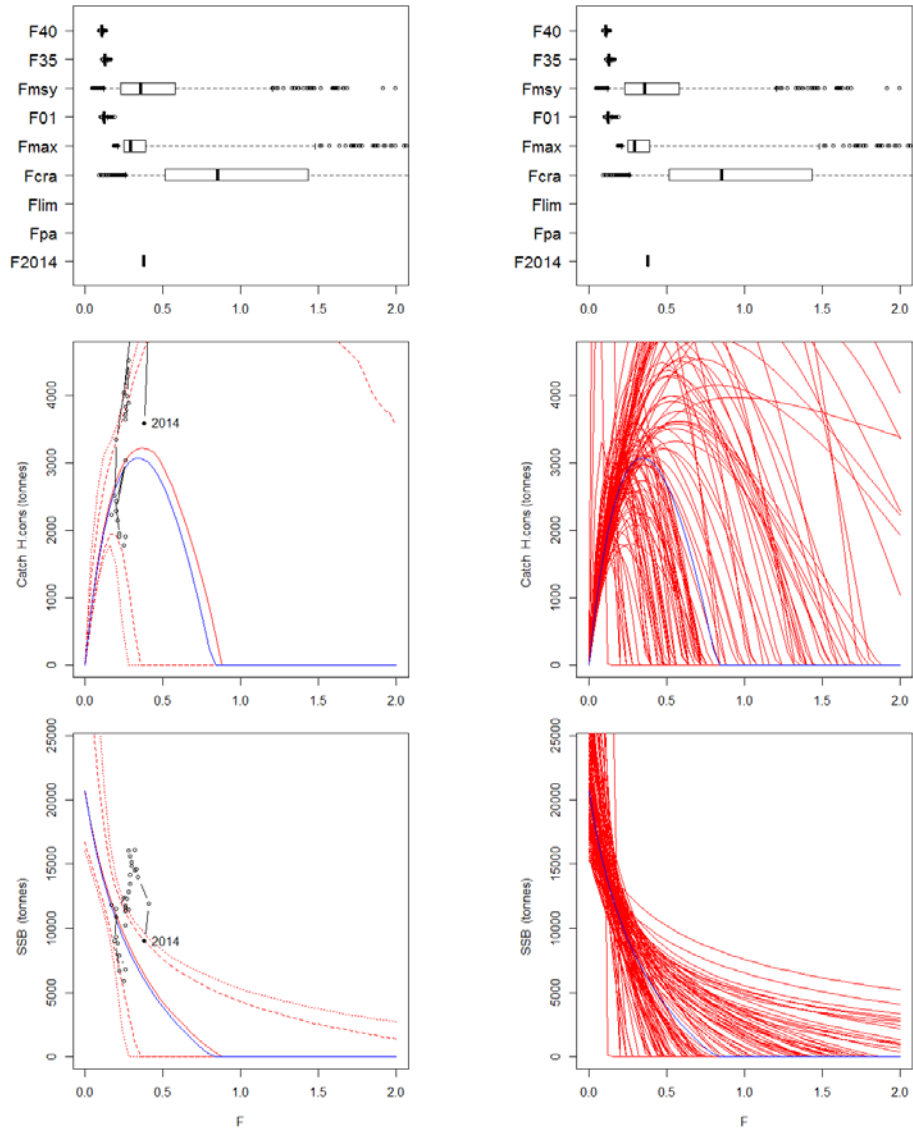 F40
F35
Fmsy
F01
Fmax
Fcra
Flim
Fpa
F2014
0.0 0.5 1.0 1.5 2.0
F40
F35
Fmsy
F01
Fmax
Fcra
Flim
Fpa
F2014
0.0 0.5 1.0 1.5 2.0
Catch H.cons (tonnes)
0 1000 2000 3000 4000
2014
0.0 0.5 1.0 1.5 2.0
Catch H.cons (tonnes)
0 1000 2000 3000 4000
0.0 0.5 1.0 1.5 2.0
SSB (tonnes)
0 5000 10000 15000 20000 25000
2014
0.0 0.5 1.0 1.5 2.0
F
SSB (tonnes)
0 5000 10000 15000 20000 25000
0.0 0.5 1.0 1.5 2.0
F